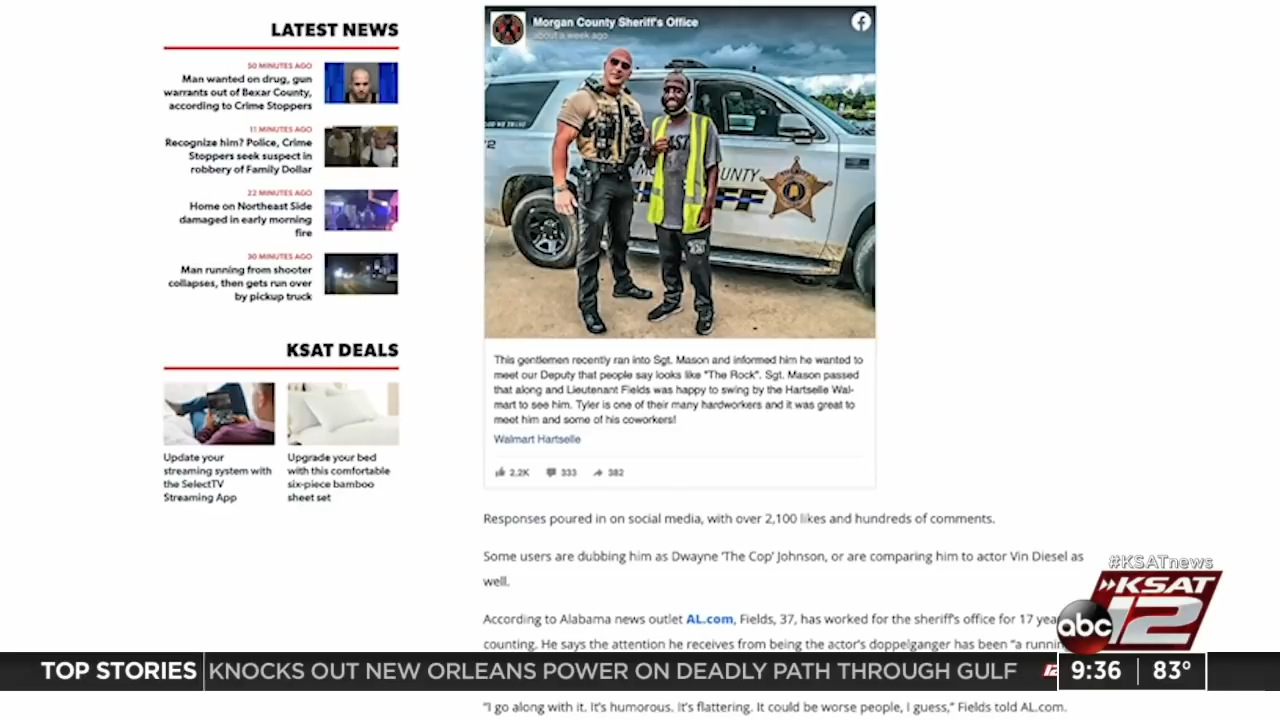 LATEST NEWS
50 MINUTES AGO
Man wanted on drug, gun
warrants out of Bexar County,
according to Crime Stoppers
11 MINUTES AGO
Recognize him? Police, Crime
Stoppers seek suspect in
robbery of Family Dollar
22 MINUTES AGO
Home on Northeast Side
damaged in early morning
fire
30 MINUTES AGO
Man running from shooter
collapses, then gets run over
by pickup truck
KSAT DEALS
Update your
streaming system with
the SelectTV
Streaming App
Upgrade your bed
with this comfortable
six-piece bamboo
sheet set
Morgan County Sheriff's Office
about a week ago
This gentlemen recently ran into Sgt. Mason and informed him he wanted to
meet our Deputy that people say looks like "The Rock". Sgt. Mason passed
that along and Lieutenant Fields was happy to swing by the Hartselle Wal-
mart to see him. Tyler is one of their many hardworkers and it was great to
meet him and some of his coworkers!
Walmart Hartselle
2.2K 333 382
Responses poured in on social media, with over 2,100 likes and hundreds of comments.
Some users are dubbing him as Dwayne 'The Cop' Johnson, or are comparing him to actor Vin Diesel as
well.
According to Alabama news outlet AL.com, Fields, 37, has worked for the sheriff's office for 17 yea
counting. He says the attention he receives from being the actor's doppelganger has been "a runnin
"I go along with it. It's humorous. It's flattering. It could be worse people, I guess," Fields told AL.com.
#KSATnews
KSAT
abc 12
TOP STORIES KNOCKS OUT NEW ORLEANS POWER ON DEADLY PATH THROUGH GULF 12 9:36 83°